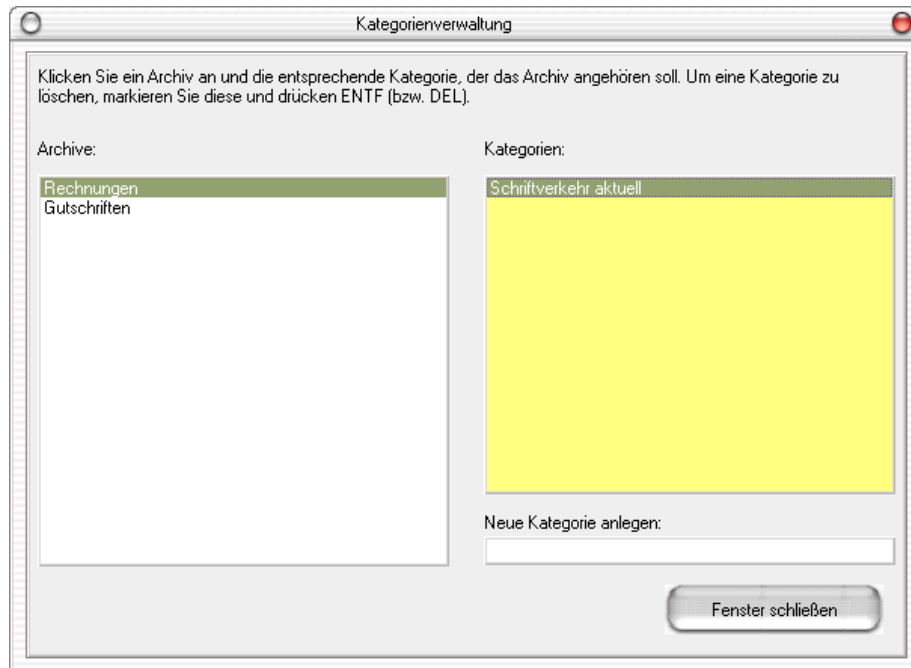 Kategorienverwaltung
Klicken Sie ein Archiv an und die entsprechende Kategorie, der das Archiv angehören soll. Um eine Kategorie zu
löschen, markieren Sie diese und drücken ENTF (bzw. DEL).
Archive:
Rechnungen
Gutschriften
Kategorien:
Schriftverkehr aktuell
Neue Kategorie anlegen:
Fenster schließen